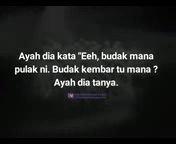 Ayah dia kata "Eeh, budak mana
pulak ni. Budak kembar tu mana ?
Ayah dia tanya.